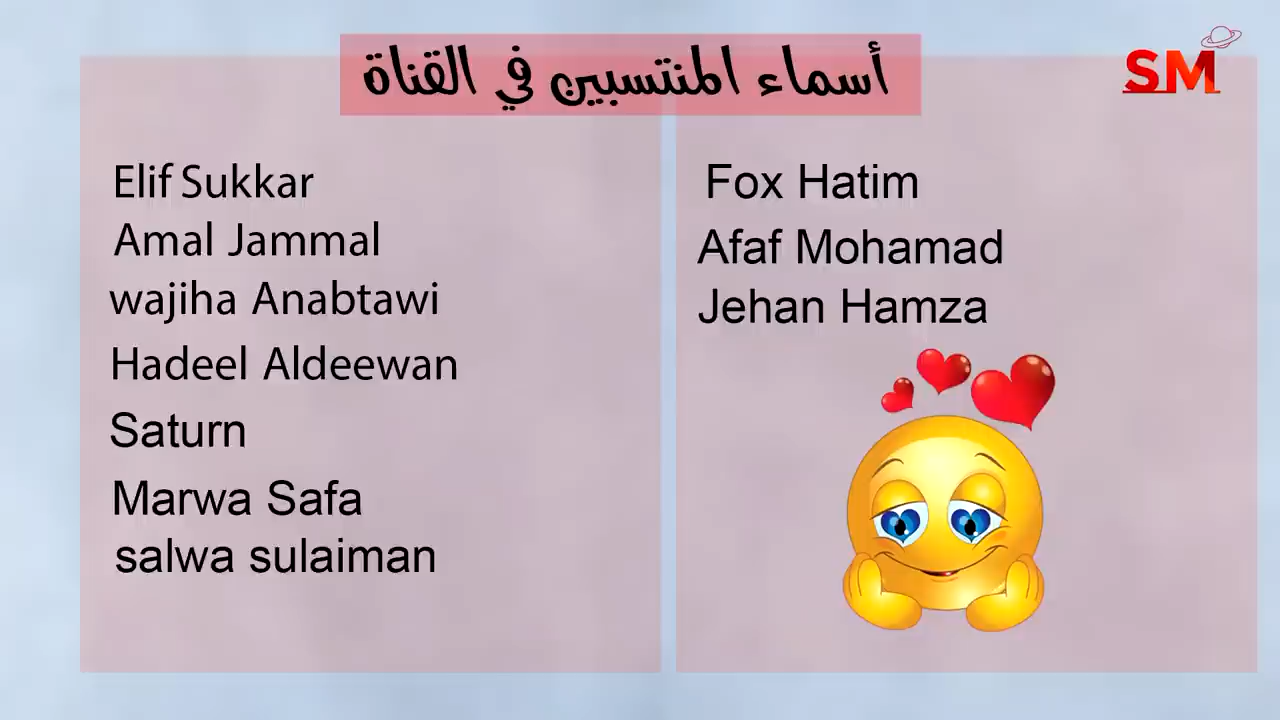 أسماء المنتسبين في القناة
SM
Elif Sukkar
Amal Jammal
wajiha Anabtawi
Hadeel Aldeewan
Saturn
Marwa Safa
salwa sulaiman
Fox Hatim
Afaf Mohamad
Jehan Hamza